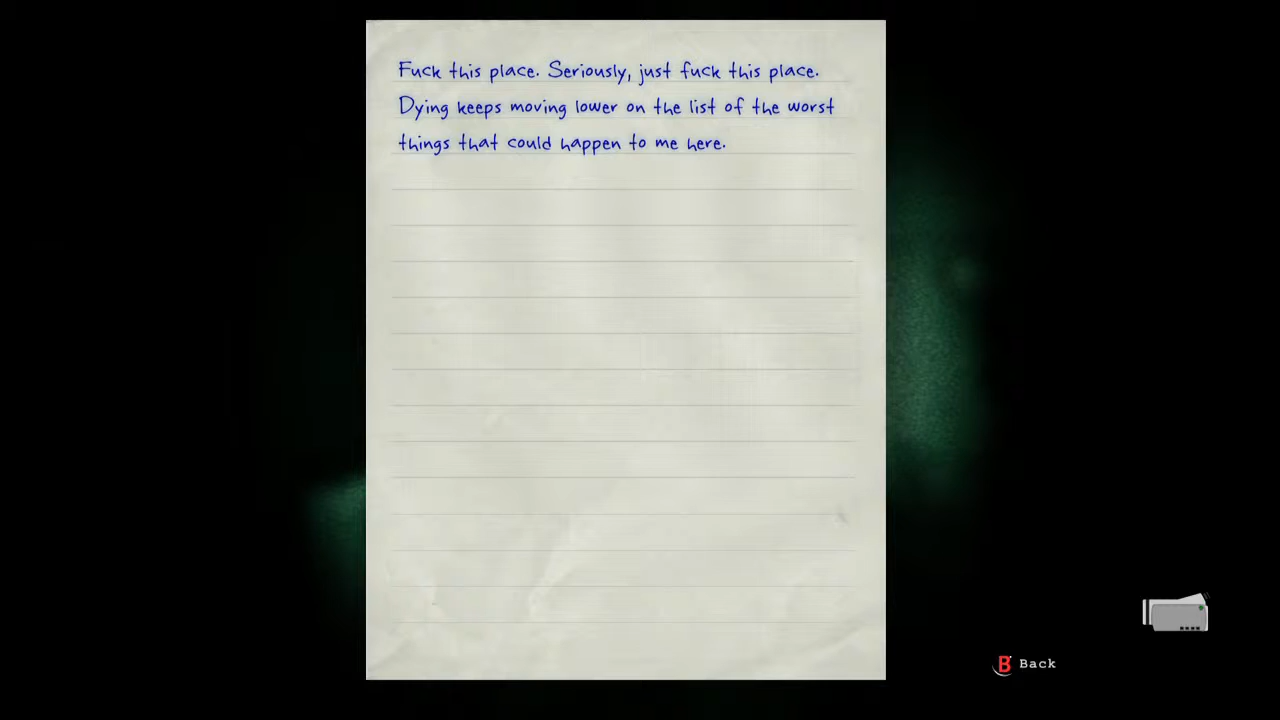 Fuck this place. Seriously, just fuck this place.
Dying keeps moving lower on the list of the worst
things that could happen to me here.
B Back